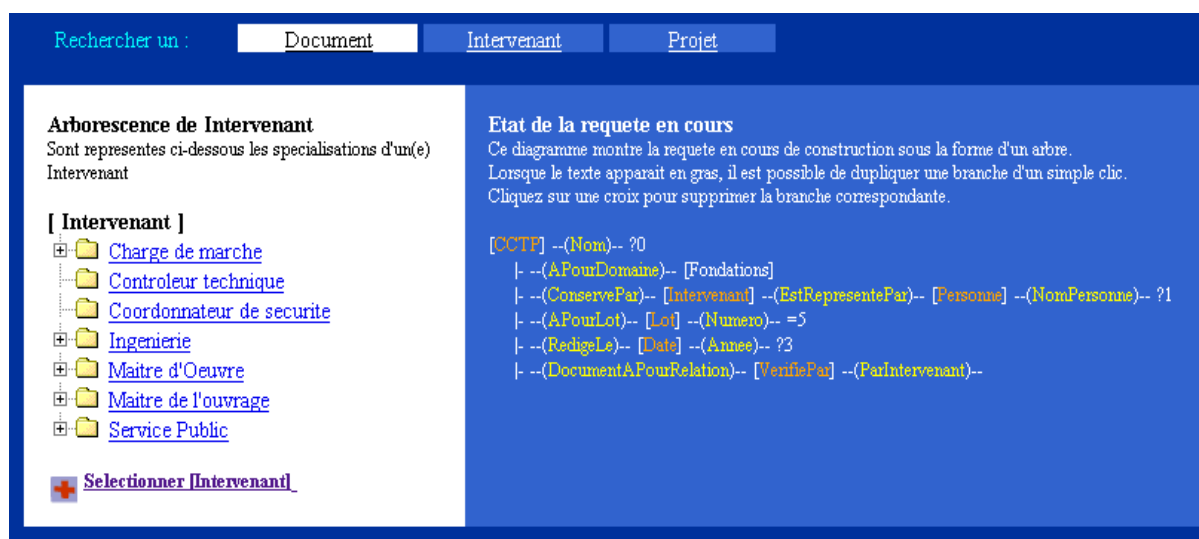 Rechercher un : Document Intervenant Projet
Arborescence de Intervenant
Sont representes ci-dessous les specialisations d'un(e)
Intervenant
[ Intervenant ]
Charge de marche
Controleur technique
Coordonnateur de securite
Ingenierie
Maitre d'Oeuvre
Maitre de l'ouvrage
Service Public
Selectionner [Intervenant]
Etat de la requete en cours
Ce diagramme montre la requete en cours de construction sous la forme d'un arbre.
Lorsque le texte apparait en gras, il est possible de dupliquer une branche d'un simple clic.
Cliquez sur une croix pour supprimer la branche correspondante.
[CCTP] --(Nom)-- ?0
|- --(APourDomaine)-- [Fondations]
|- --(ConservePar)-- [Intervenant] --(EstRepresentePar)-- [Personne] --(NomPersonne)-- ?1
|- --(APourLot)-- [Lot] --(Numero)-- =5
|- --(RedigeLe)-- [Date] --(Annee)-- ?3
|- --(DocumentAPourRelation)-- [VerifiePar] --(ParIntervenant)--